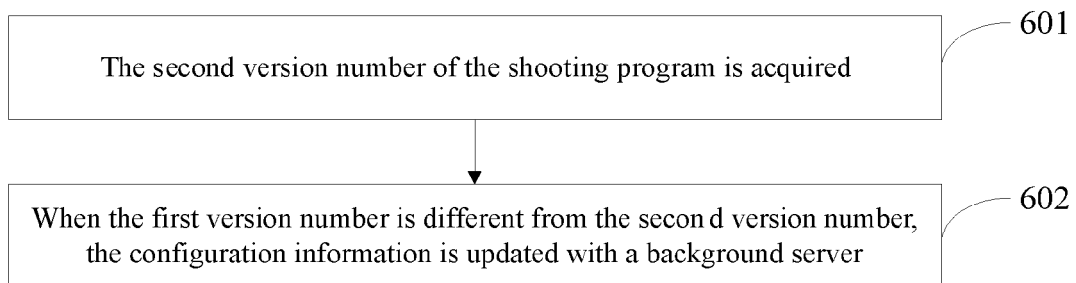 601
The second version number of the shooting program is acquired
602
When the first version number is different from the second version number,
the configuration information is updated with a background server